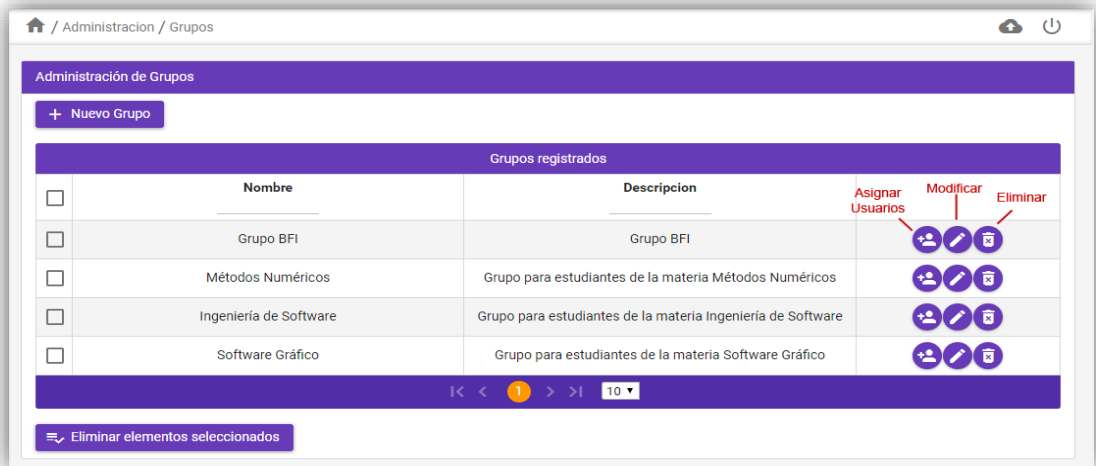 / Administracion / Grupos
Administración de Grupos
+ Nuevo Grupo
Grupos registrados
Nombre Descripcion
Asignar Usuarios
Modificar
Eliminar
Grupo BFI Grupo BFI
Métodos Numéricos Grupo para estudiantes de la materia Métodos Numéricos
Ingeniería de Software Grupo para estudiantes de la materia Ingeniería de Software
Software Gráfico Grupo para estudiantes de la materia Software Gráfico
1 10
Eliminar elementos seleccionados